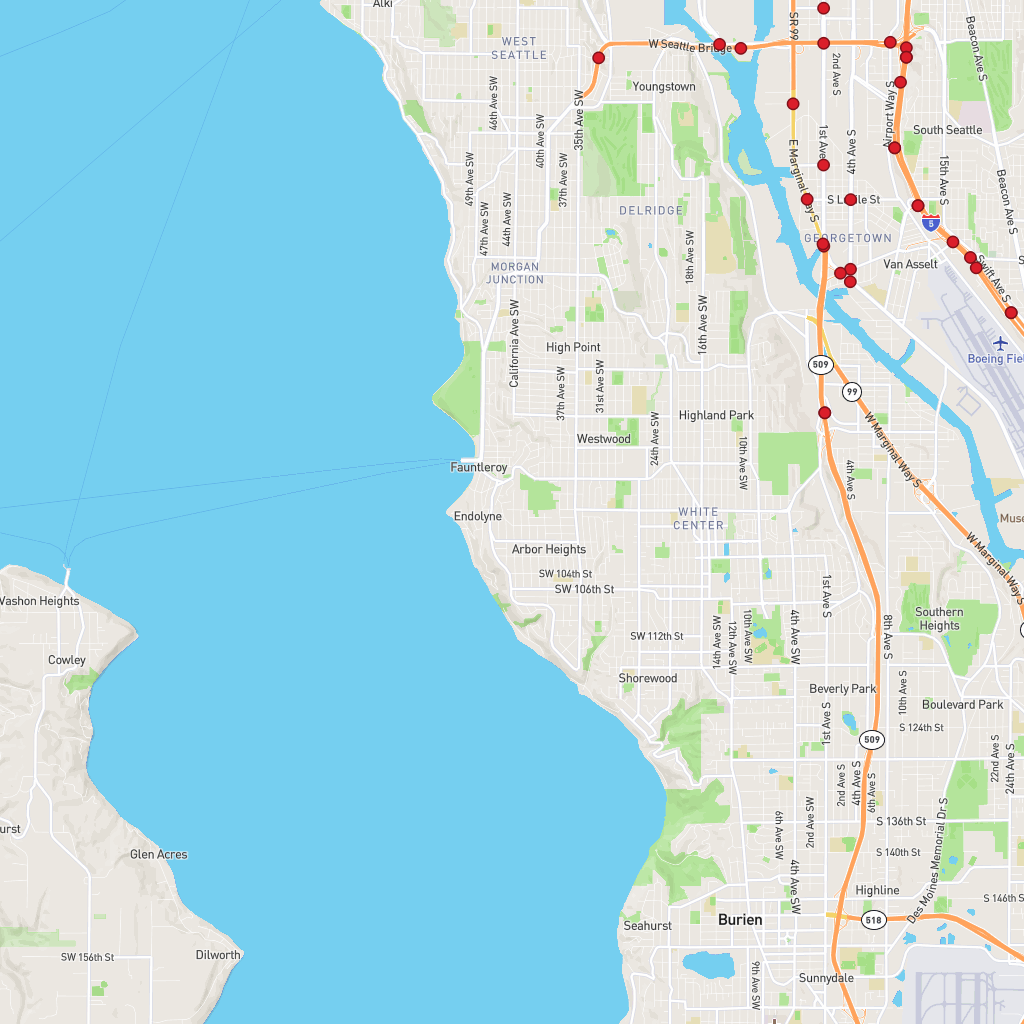 Alki
WEST
SEATTLE
W Seattle Bridge
SR 99
2nd Ave S
Beacon Ave S
Youngstown
46th Ave SW
35th Ave SW
40th Ave SW
Airport Way S
South Seattle
1st Ave
4th Ave S
49th Ave SW
37th Ave SW
15th Ave S
Beacon Ave S
E Marginal Way S
44th Ave SW
47th Ave SW
DELRIDGE
5
GEORGETOWN
18th Ave SW
Van Asselt
Swift Ave S
MORGAN
JUNCTION
California Ave SW
16th Ave SW
High Point
Boeing Fiel
509
99
37th Ave SW
31st Ave SW
Highland Park
24th Ave SW
Westwood
W Marginal Way S
10th Ave SW
4th Ave S
Fauntleroy
Endolyne
WHITE
CENTER
Muse
Arbor Heights
W Marginal Way S
SW 104th St
SW 106th St
1st Ave S
Vashon Heights
Southern
Heights
8th Ave S
4th Ave SW
10th Ave SW
12th Ave SW
14th Ave SW
SW 112th St
Cowley
Shorewood
Beverly Park
10th Ave S
Boulevard Park
1st Ave S
S 124th St
509
22nd Ave S
24th Ave S
2nd Ave S
4th Ave S
6th Ave S
6th Ave SW
2nd Ave SW
S 136th St
urst
Glen Acres
S 140th St
Des Moines Memorial Dr S
4th Ave SW
Highline
S 146th S
Burien
518
Seahurst
SW 156th St
Dilworth
9th Ave SW
Sunnydale